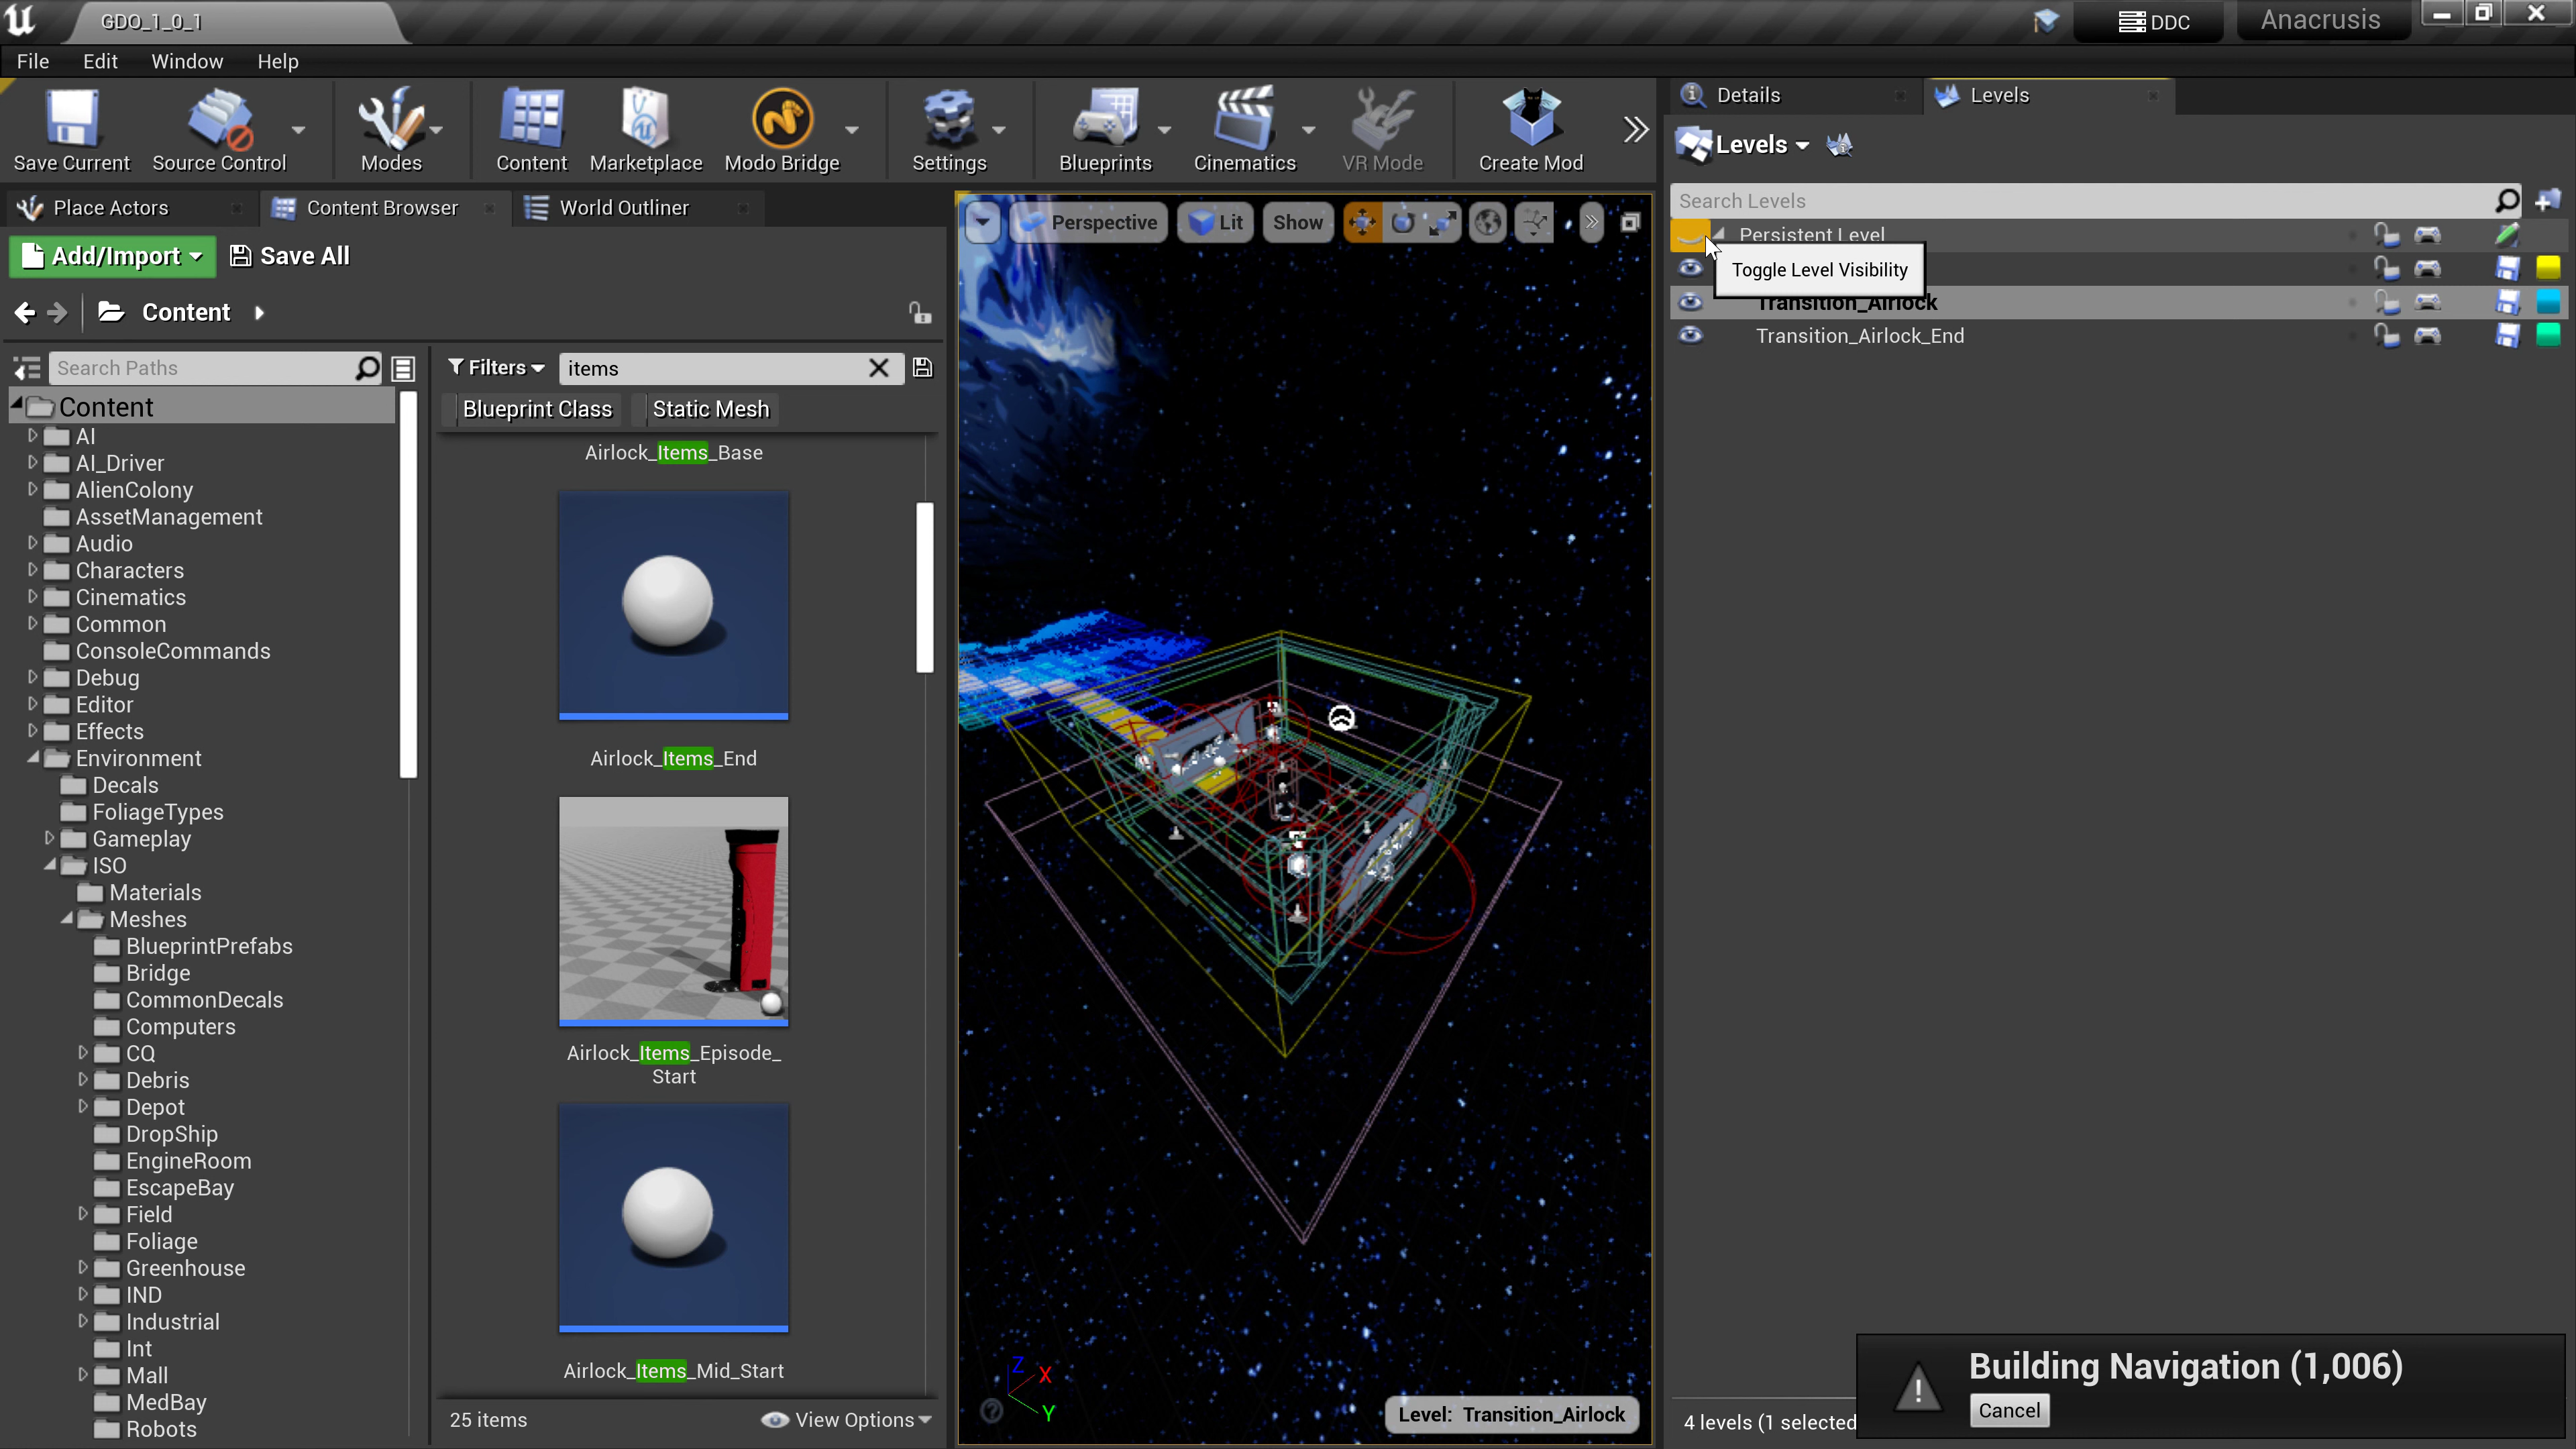 GDO_1_0_1
DDC
Anacrusis
File Edit Window Help
Save Current
Source Control
Modes
Content
Marketplace
Modo Bridge
Settings
Blueprints
Cinematics
VR Mode
Create Mod
Details
Levels
Levels
Search Levels
Persistent Level
Toggle Level Visibility
Transition_Airlock
Transition_Airlock_End
Place Actors
Content Browser
World Outliner
Add/Import
Save All
Content
Search Paths
Filters
items
Blueprint Class
Static Mesh
Content
AI
AI_Driver
AlienColony
AssetManagement
Audio
Characters
Cinematics
Common
ConsoleCommands
Debug
Editor
Effects
Environment
Decals
FoliageTypes
Gameplay
ISO
Materials
Meshes
BlueprintPrefabs
Bridge
CommonDecals
Computers
CQ
Debris
Depot
DropShip
EngineRoom
EscapeBay
Field
Foliage
Greenhouse
IND
Industrial
Int
Mall
MedBay
Robots
Airlock_Items_Base
Airlock_Items_End
Airlock_Items_Episode_
Start
Airlock_Items_Mid_Start
25 items
View Options
Perspective
Lit
Show
Z
X
Y
Level: Transition_Airlock
4 levels (1 selected
Building Navigation (1,006)
Cancel